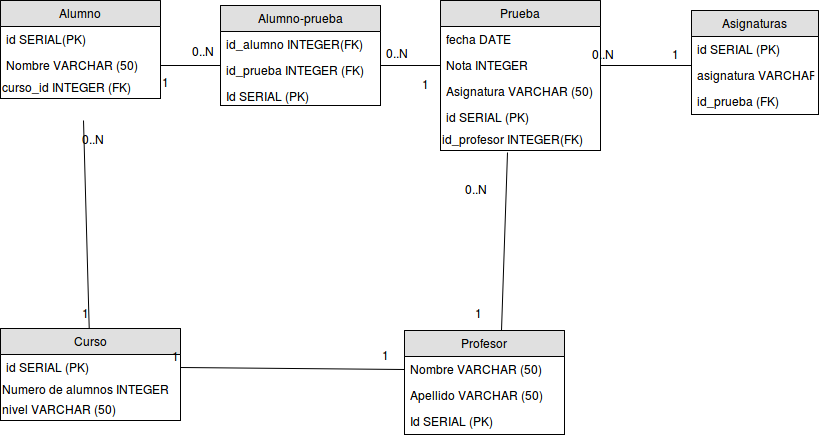 Alumno
id SERIAL(PK)
Nombre VARCHAR (50)
curso_id INTEGER (FK)
1
0..N
0..N
Alumno-prueba
id_alumno INTEGER(FK)
id_prueba INTEGER (FK)
Id SERIAL (PK)
0..N
1
Prueba
fecha DATE
Nota INTEGER
Asignatura VARCHAR (50)
id SERIAL (PK)
id_profesor INTEGER(FK)
0..N
1
0..N
1
Asignaturas
id SERIAL (PK)
asignatura VARCHAR
id_prueba (FK)
1
Curso
id SERIAL (PK)
Numero de alumnos INTEGER
nivel VARCHAR (50)
1
1
Profesor
Nombre VARCHAR (50)
Apellido VARCHAR (50)
Id SERIAL (PK)